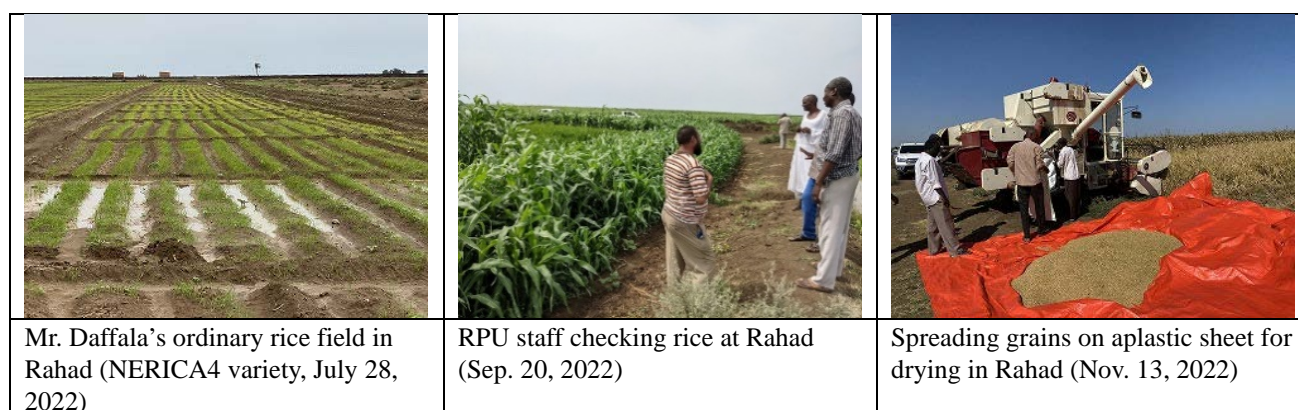 Mr. Daffala’s ordinary rice field in
Rahad (NERICA4 variety, July 28,
2022)
RPU staff checking rice at Rahad
(Sep. 20, 2022)
Spreading grains on aplastic sheet for
drying in Rahad (Nov. 13, 2022)